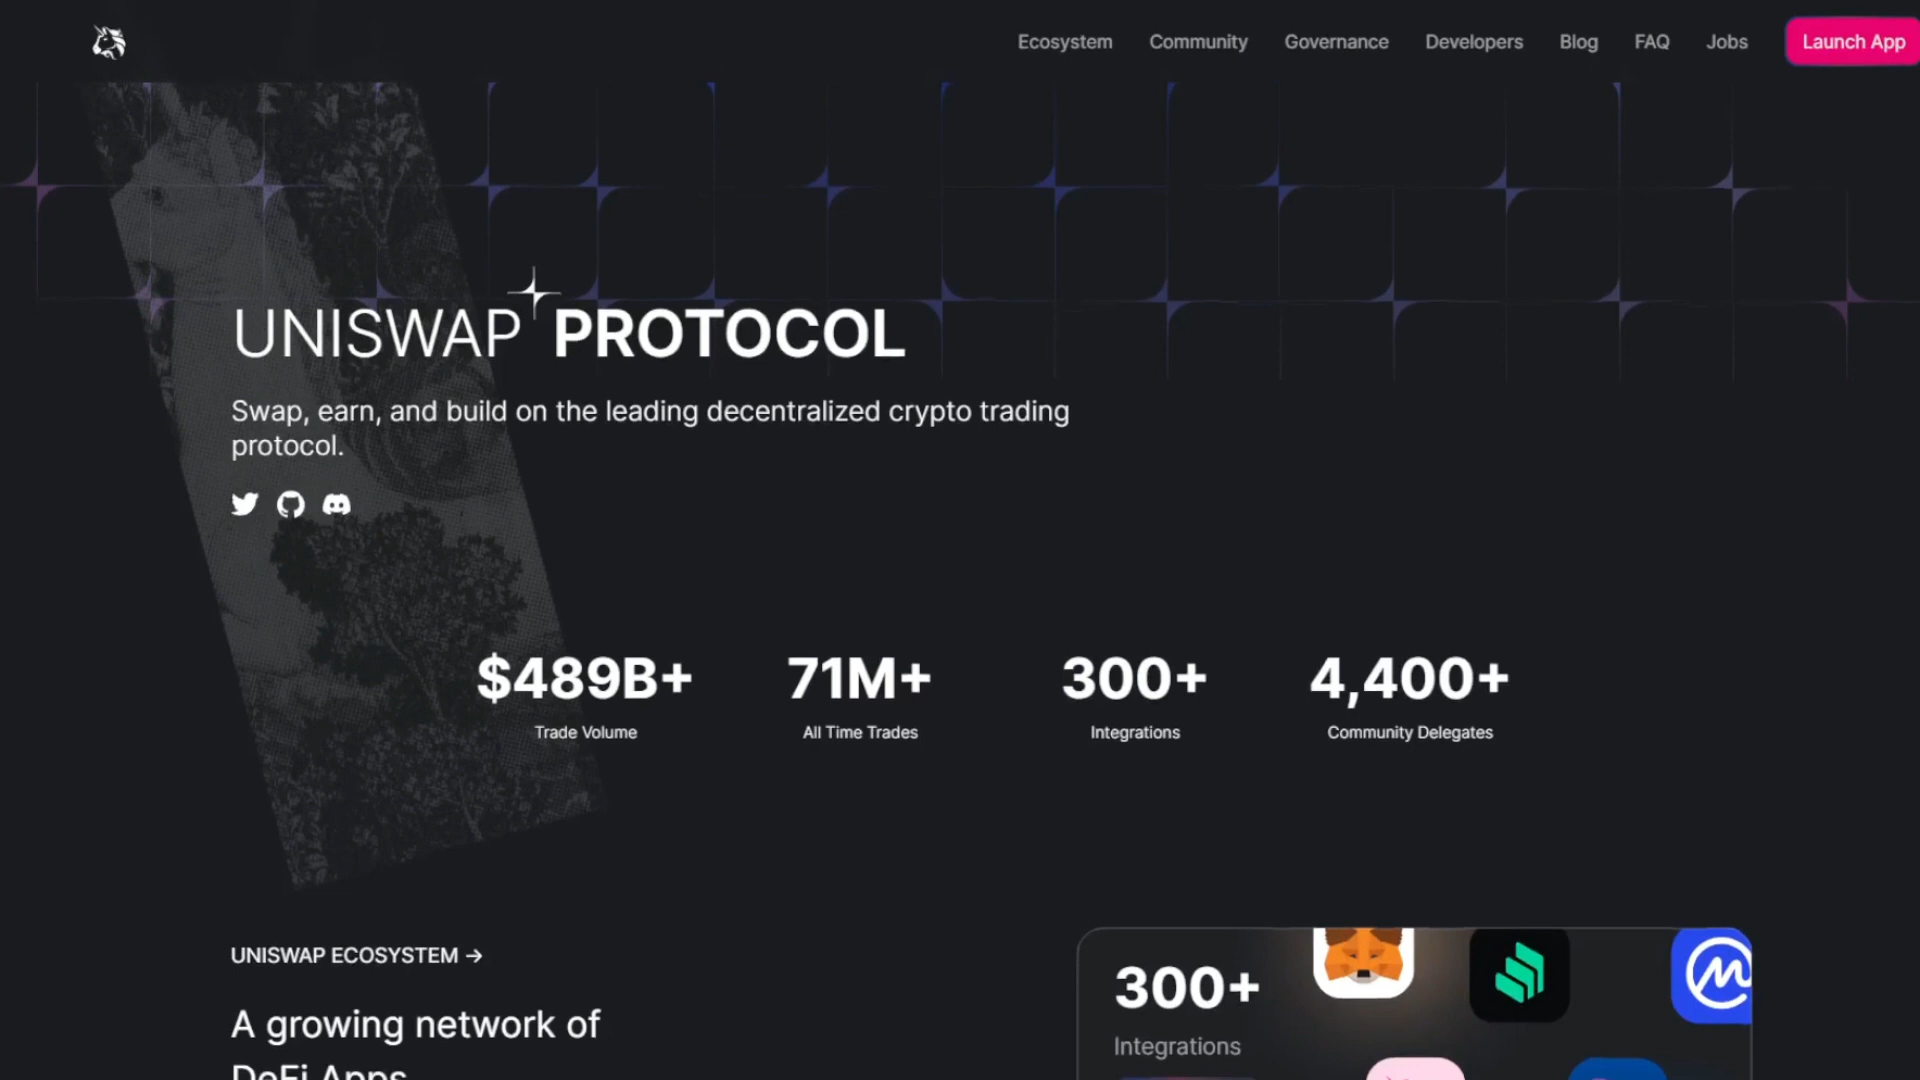 Ecosystem Community Governance Developers Blog FAQ Jobs Launch App
UNISWAP PROTOCOL
Swap, earn, and build on the leading decentralized crypto trading
protocol.
$489B+ 71M+ 300+ 4,400+
Trade Volume All Time Trades Integrations Community Delegates
UNISWAP ECOSYSTEM →
300+
A growing network of
Integrations
DeFi Apps